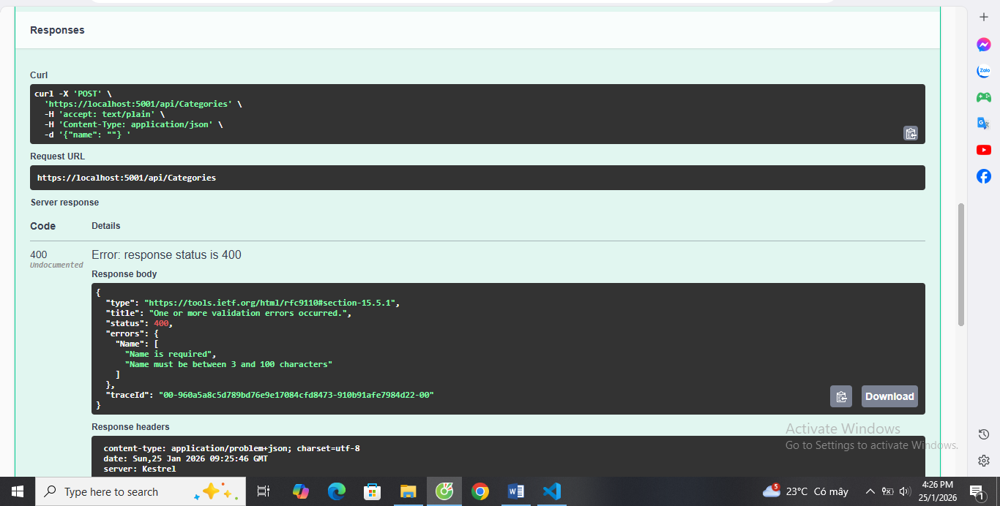 Responses
Curl
curl -X 'POST' \
'https://localhost:5001/api/Categories' \
-H 'accept: text/plain' \
-H 'Content-Type: application/json' \
-d '{"name": ""} '
Request URL
https://localhost:5001/api/Categories
Server response
Code Details
400 Error: response status is 400
Undocumented
Response body
{
"type": "https://tools.ietf.org/html/rfc9110#section-15.5.1",
"title": "One or more validation errors occurred.",
"status": 400,
"errors": {
"Name": [
"Name is required",
"Name must be between 3 and 100 characters"
]
},
"traceId": "00-960a5a8c5d789bd76e9e17084cfd8473-910b91afe7984d22-00"
}
Download
Response headers
content-type: application/problem+json; charset=utf-8
date: Sun,25 Jan 2026 09:25:46 GMT
server: Kestrel
Activate Windows
Go to Settings to activate Windows.
Zalo
Type here to search
5
23°C Có mây
4:26 PM
25/1/2026
1